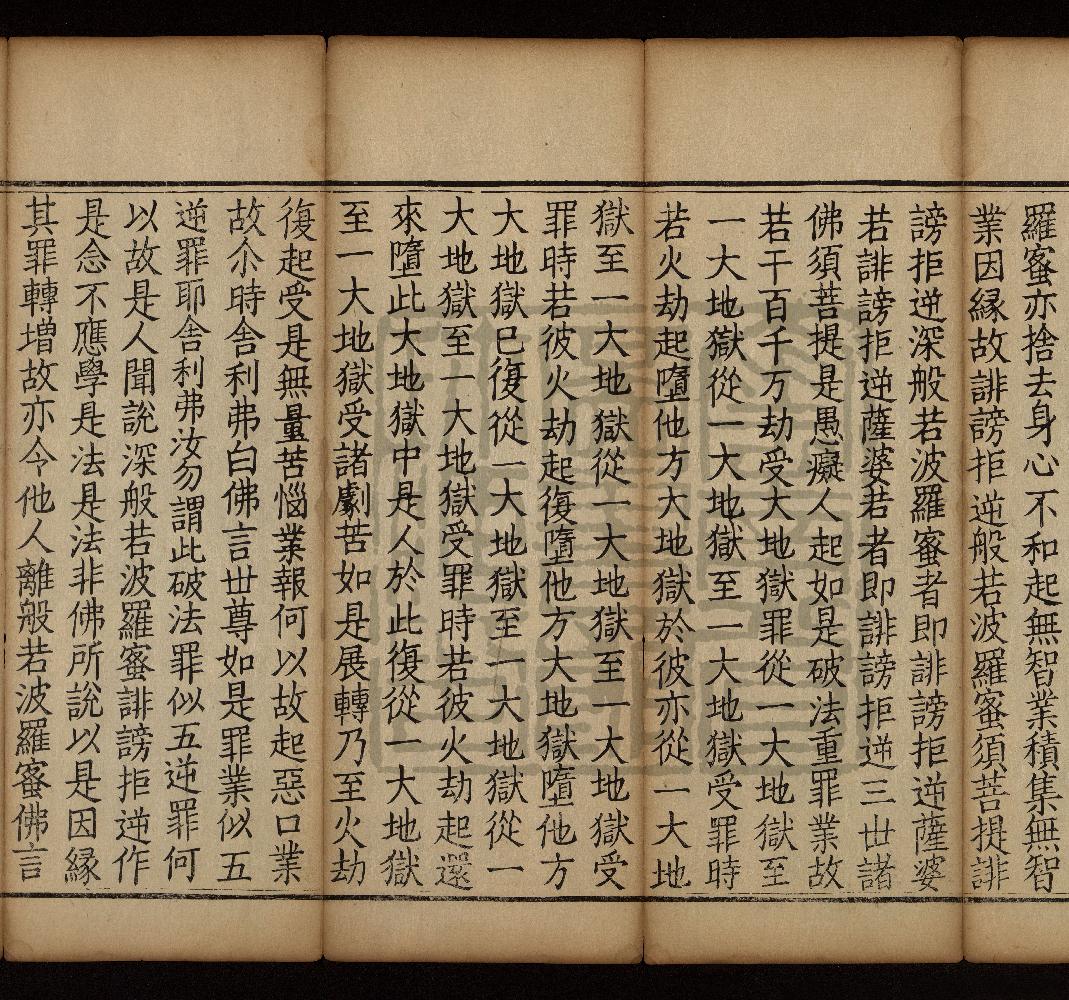 羅蜜亦捨去身心不和起無智業積集無智
業因縁故誹謗拒逆般若波羅蜜須菩提誹
謗拒逆深般若波羅蜜者即誹謗拒逆薩婆
若誹謗拒逆薩婆若者即誹謗拒逆三世諸
佛須菩提是愚癡人起如是破法重罪業故
若干百千万劫受大地獄罪從一大地獄至
一大地獄從一大地獄至一大地獄受罪時
若火劫起墮他方大地獄於彼亦從一大地
獄至一大地獄從一大地獄至一大地獄受
罪時若彼火劫起復墮他方大地獄墮他方
大地獄已復從一大地獄至一大地獄從一
大地獄至一大地獄受罪時若彼火劫起還
來墮此大地獄中是人於此復從一大地獄
至一大地獄受諸劇苦如是展轉乃至火劫
復起受是無量苦惱業報何以故起惡口業
故尒時舍利弗白佛言世尊如是罪業似五
逆罪耶舍利弗汝勿謂此破法罪似五逆罪何
以故是人聞說深般若波羅蜜誹謗拒逆作
是念不應學是法是法非佛所說以是因縁
其罪轉増故亦令他人離般若波羅蜜佛言